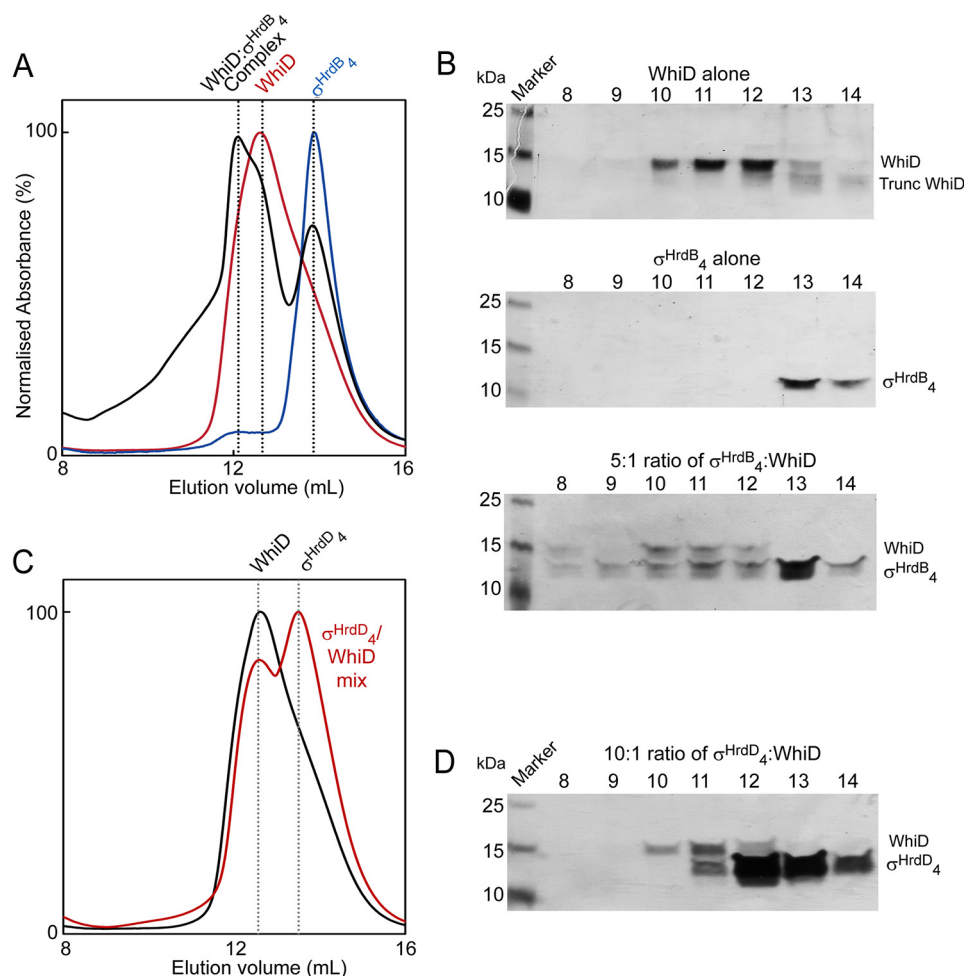 A
WhiD:σHrdB4
Complex
WhiD
σHrdB4
100
0
Normalised Absorbance (%)
8 12 16
Elution volume (mL)
B
kDa Marker WhiD alone
8 9 10 11 12 13 14
25
15
10
WhiD
Trunc WhiD
σHrdB4 alone
8 9 10 11 12 13 14
25
15
10
σHrdB4
5:1 ratio of σHrdB4:WhiD
8 9 10 11 12 13 14
25
15
10
WhiD
σHrdB4
C
WhiD
σHrdD4
100
0
σHrdD4/
WhiD
mix
8 12 16
Elution volume (mL)
D
kDa Marker 10:1 ratio of σHrdD4:WhiD
8 9 10 11 12 13 14
25
15
10
WhiD
σHrdD4